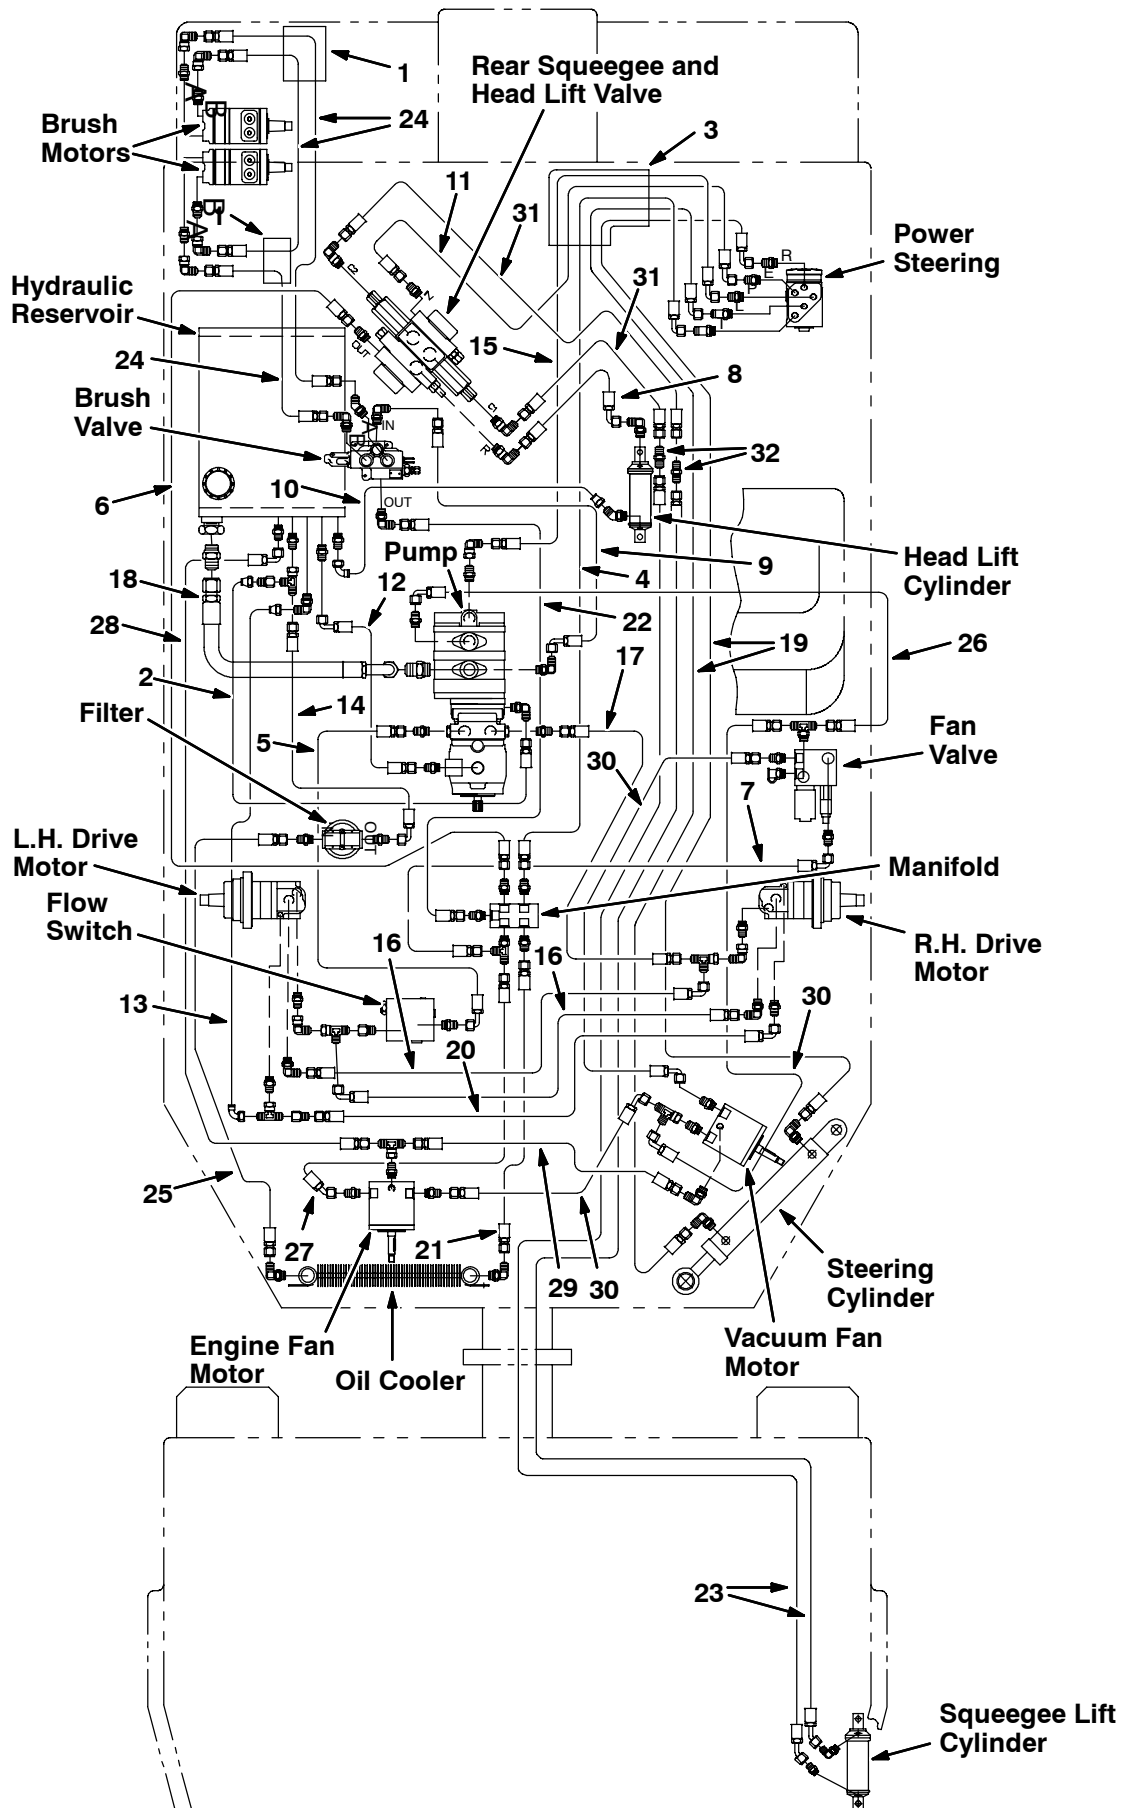 1
Rear Squeegee and
Head Lift Valve
24
3
Brush
Motors
A
B
11
31
B
A
Power
Steering
R
E
P
L
T
C2
Z
31
Hydraulic
Reservoir
OUT
15
24
8
Brush
Valve
A
IN
C1
R
32
6
10
OUT
Pump
9
Head Lift
Cylinder
18
12
4
28
22
19
26
17
2
14
Filter
5
Fan
Valve
30
7
L.H. Drive
Motor
OUT
Manifold
Flow
Switch
16
16
R.H. Drive
Motor
13
30
20
25
27
21
29
30
Steering
Cylinder
Engine Fan
Motor
Oil Cooler
Vacuum Fan
Motor
23
Squeegee Lift
Cylinder